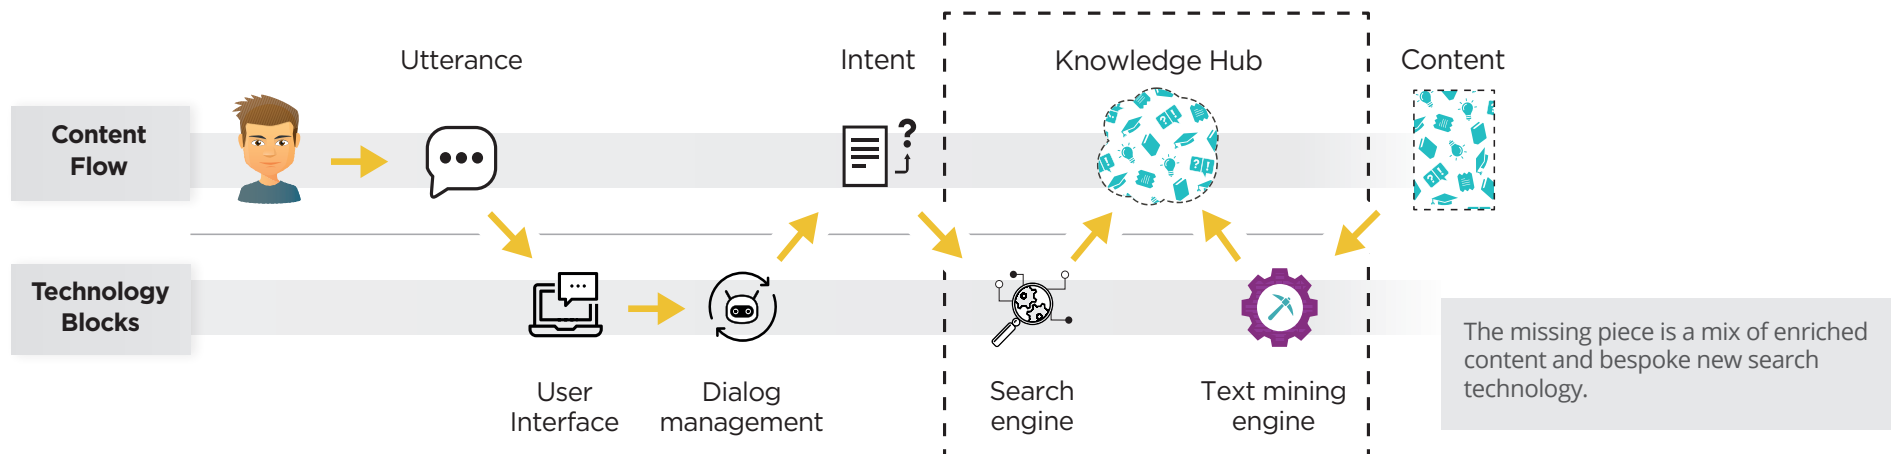 Utterance
Intent
Knowledge Hub
Content
Content
Flow
Technology
Blocks
User
Interface
Dialog
management
Search
engine
Text mining
engine
The missing piece is a mix of enriched
content and bespoke new search
technology.